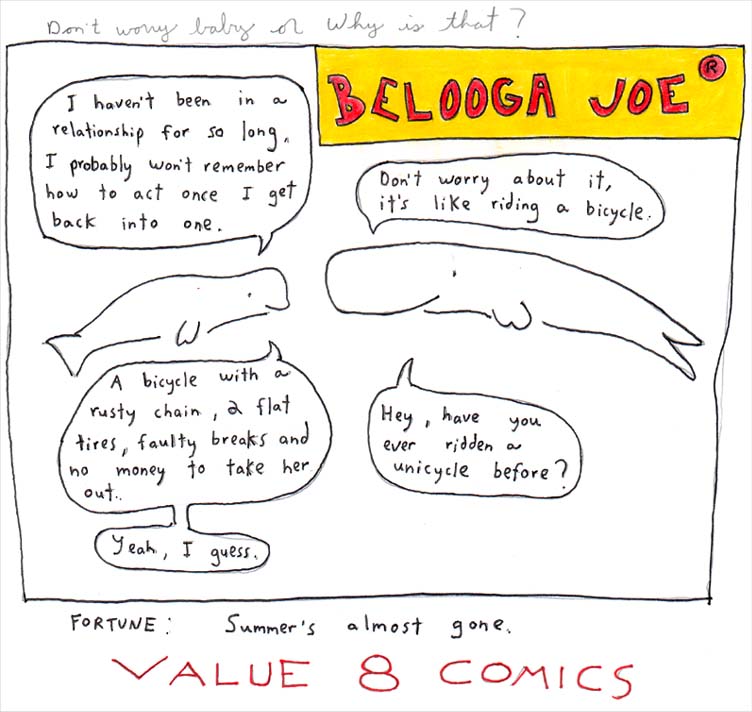 Don't worry baby or Why is that?
BELOOGA JOE ®
I haven't been in a
relationship for so long.
I probably won't remember
how to act once I get
back into one.
Don't worry about it,
it's like riding a bicycle.
A bicycle with a
rusty chain, 2 flat
tires, faulty breaks and
no money to take her
out..
Yeah, I guess.
Hey, have you
ever ridden a
unicycle before?
FORTUNE: Summer's almost gone.
VALUE 8 COMICS